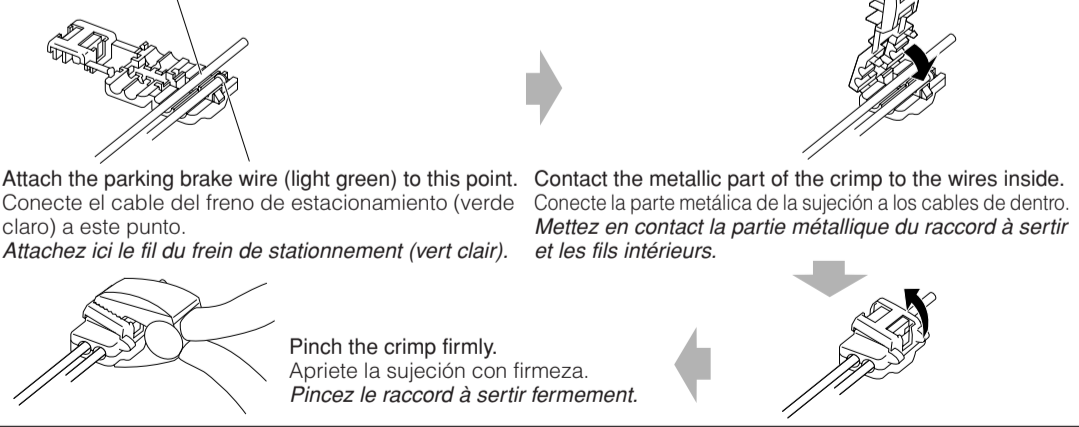 Attach the parking brake wire (light green) to this point.
Conecte el cable del freno de estacionamiento (verde
claro) a este punto.
Attachez ici le fil du frein de stationnement (vert clair).
Contact the metallic part of the crimp to the wires inside.
Conecte la parte metálica de la sujeción a los cables de dentro.
Mettez en contact la partie métallique du raccord à sertir
et les fils intérieurs.
Pinch the crimp firmly.
Apriete la sujeción con firmeza.
Pincez le raccord à sertir fermement.